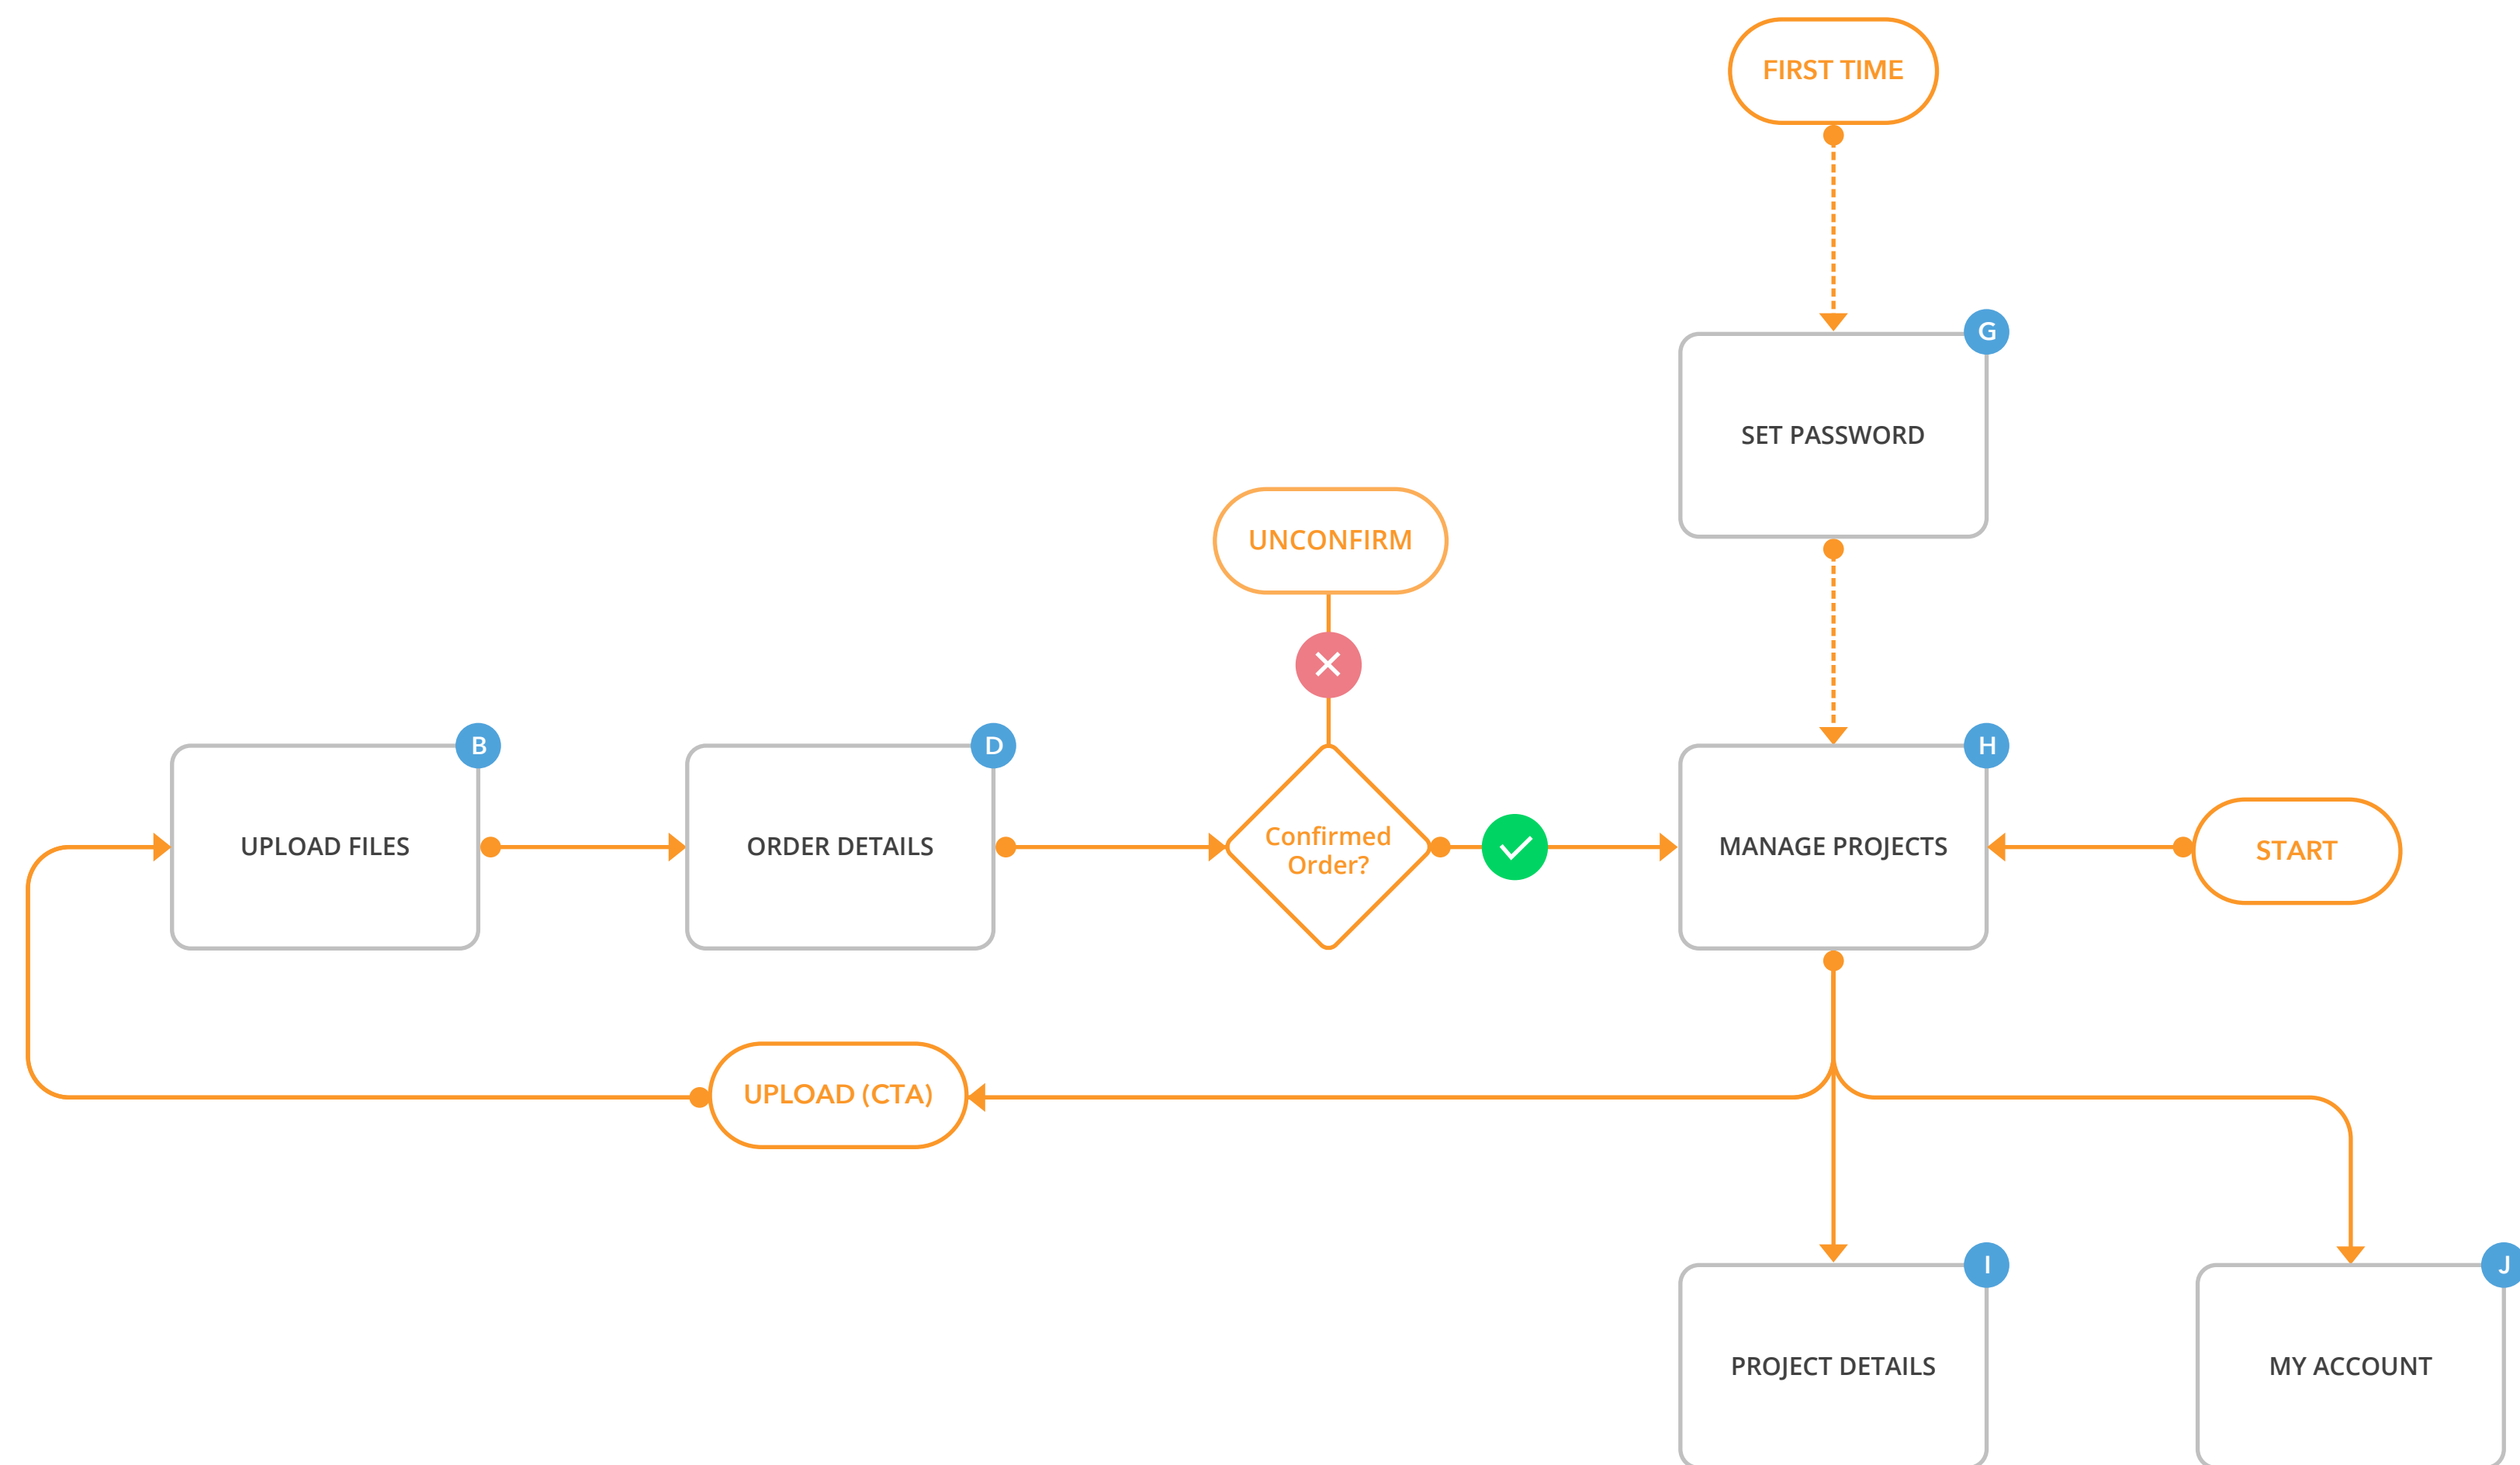 FIRST TIME
G
SET PASSWORD
UNCONFIRM
B
D
H
UPLOAD FILES
ORDER DETAILS
Confirmed
Order?
MANAGE PROJECTS
START
UPLOAD (CTA)
I
J
PROJECT DETAILS
MY ACCOUNT